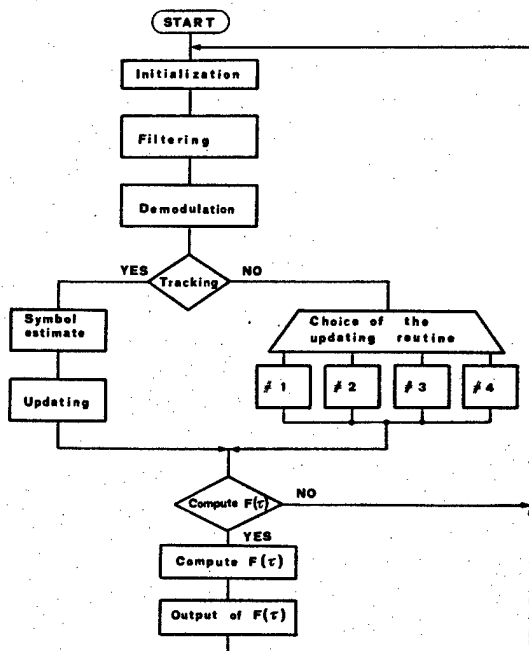 START
Initialization
Filtering
Demodulation
YES
Tracking
NO
Symbol
estimate
Updating
Choice of the
updating routine
# 1
# 2
# 3
# 4
Compute F(τ)
NO
YES
Compute F(τ)
Output of F(τ)